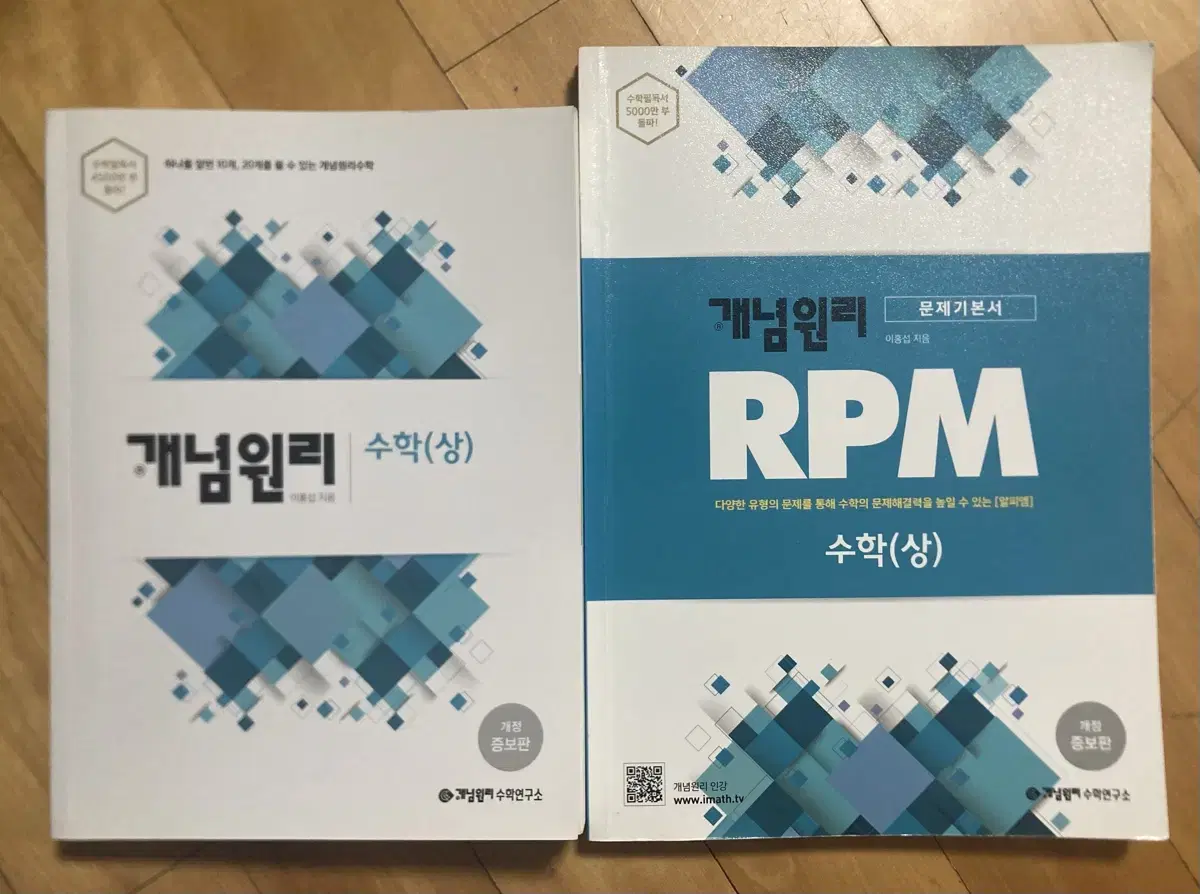 수학필독서
4500만 부
돌파!
하나를 알면 10개, 20개를 풀 수 있는 개념원리수학
개념원리
®
이홍섭 지음
수학(상)
개정
증보판
개념원리 수학연구소
수학필독서
5000만 부
돌파!
개념원리
®
문제기본서
이홍섭 지음
RPM
다양한 유형의 문제를 통해 수학의 문제해결력을 높일 수 있는 [알피엠]
수학(상)
개정
증보판
개념원리 인강
www.imath.tv
개념원리 수학연구소